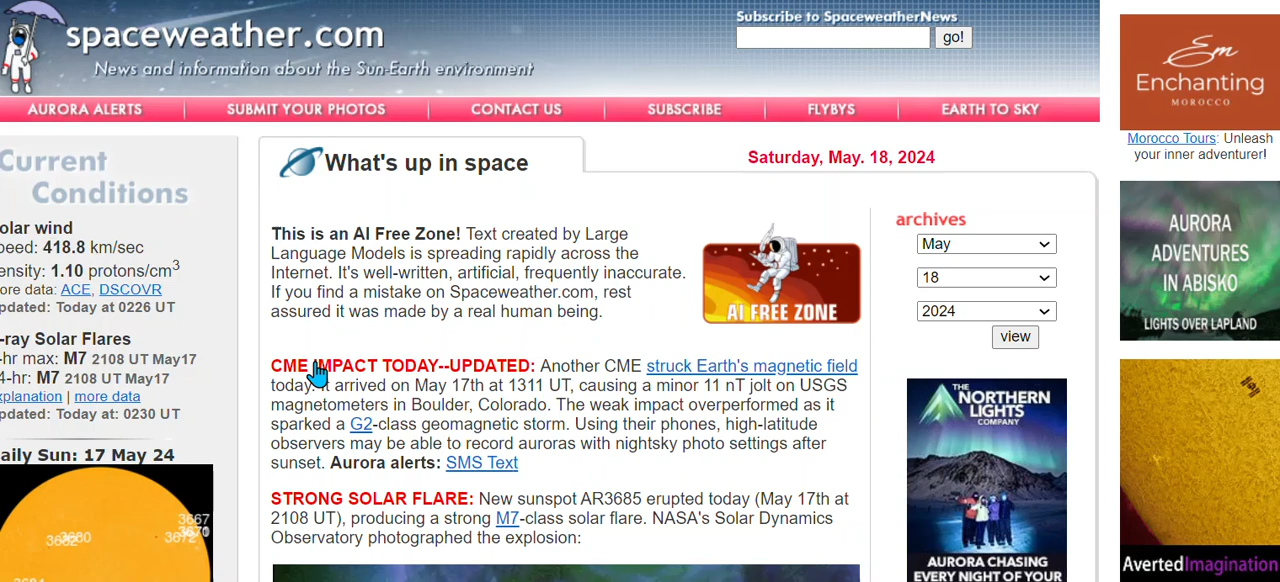 spaceweather.com
News and information about the Sun-Earth environment
Subscribe to SpaceweatherNews
go!
AURORA ALERTS
SUBMIT YOUR PHOTOS
CONTACT US
SUBSCRIBE
FLYBYS
EARTH TO SKY
Current
Conditions
olar wind
peed: 418.8 km/sec
ensity: 1.10 protons/cm3
ore data: ACE, DSCOVR
pdated: Today at 0226 UT
-ray Solar Flares
-hr max: M7 2108 UT May17
4-hr: M7 2108 UT May17
xplanation | more data
pdated: Today at: 0230 UT
aily Sun: 17 May 24
3667
What's up in space
Saturday, May. 18, 2024
This is an AI Free Zone! Text created by Large
Language Models is spreading rapidly across the
Internet. It's well-written, artificial, frequently inaccurate.
If you find a mistake on Spaceweather.com, rest
assured it was made by a real human being.
AI FREE ZONE
CME IMPACT TODAY--UPDATED: Another CME struck Earth's magnetic field
today. It arrived on May 17th at 1311 UT, causing a minor 11 nT jolt on USGS
magnetometers in Boulder, Colorado. The weak impact overperformed as it
sparked a G2-class geomagnetic storm. Using their phones, high-latitude
observers may be able to record auroras with nightsky photo settings after
sunset. Aurora alerts: SMS Text
STRONG SOLAR FLARE: New sunspot AR3685 erupted today (May 17th at
2108 UT), producing a strong M7-class solar flare. NASA's Solar Dynamics
Observatory photographed the explosion:
archives
May
18
2024
view
THE
NORTHERN
LIGHTS
COMPANY
AURORA CHASING
EVERY NIGHT OF YOUR
Em
Enchanting
MOROCCO
Morocco Tours: Unleash
your inner adventurer!
AURORA
ADVENTURES
IN ABISKO
LIGHTS OVER LAPLAND
AvertedImagination